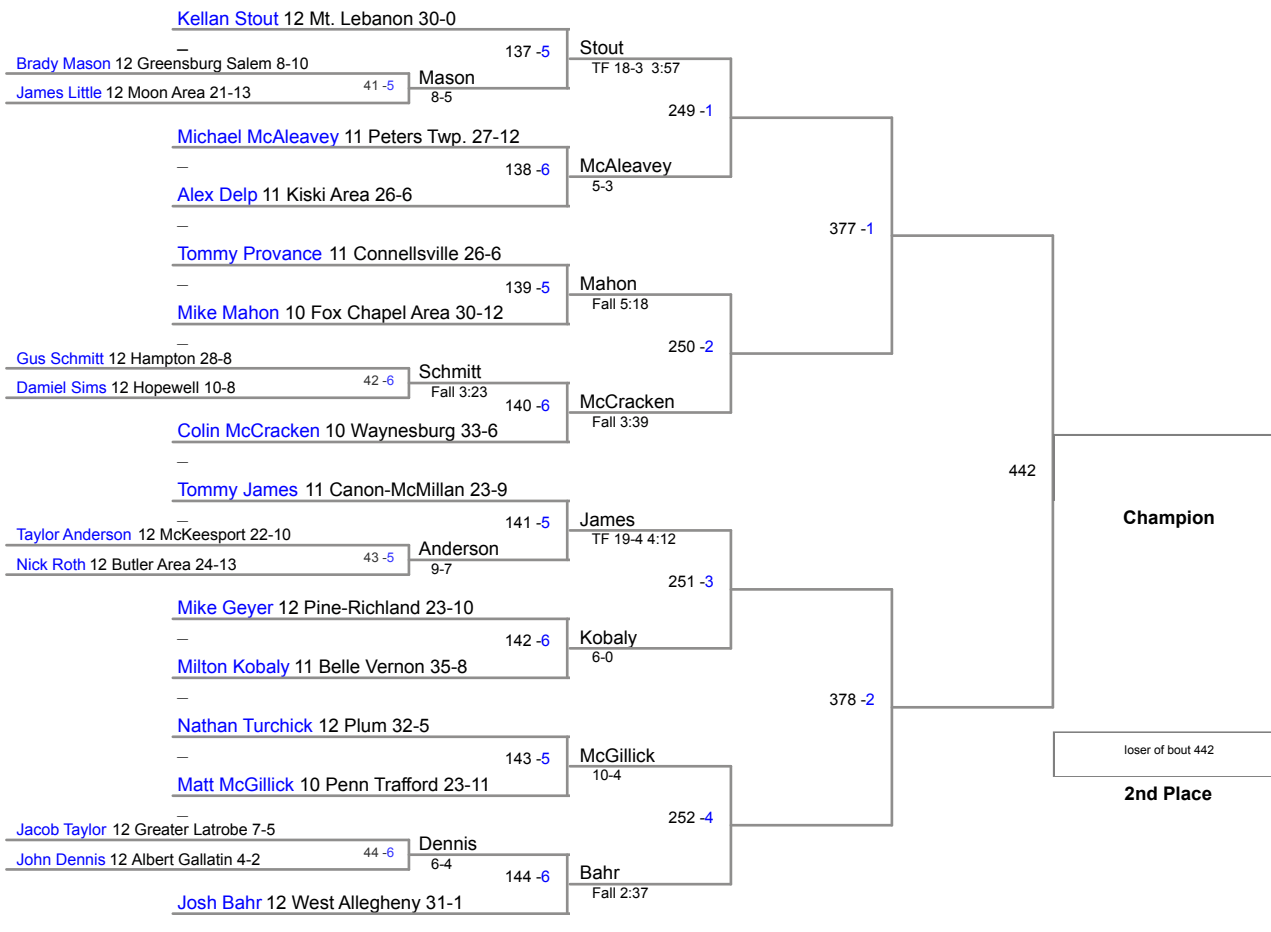 Kellan Stout 12 Mt. Lebanon 30-0
137 -5
Stout
TF 18-3 3:57
Brady Mason 12 Greensburg Salem 8-10
41 -5
Mason
8-5
James Little 12 Moon Area 21-13
249 -1
Michael McAleavey 11 Peters Twp. 27-12
138 -6
McAleavey
5-3
Alex Delp 11 Kiski Area 26-6
377 -1
Tommy Provance 11 Connellsville 26-6
139 -5
Mahon
Fall 5:18
Mike Mahon 10 Fox Chapel Area 30-12
250 -2
Gus Schmitt 12 Hampton 28-8
42 -6
Schmitt
Fall 3:23
Damiel Sims 12 Hopewell 10-8
140 -6
McCracken
Fall 3:39
Colin McCracken 10 Waynesburg 33-6
442
Tommy James 11 Canon-McMillan 23-9
141 -5
James
TF 19-4 4:12
Champion
Taylor Anderson 12 McKeesport 22-10
43 -5
Anderson
9-7
Nick Roth 12 Butler Area 24-13
251 -3
Mike Geyer 12 Pine-Richland 23-10
142 -6
Kobaly
6-0
Milton Kobaly 11 Belle Vernon 35-8
378 -2
Nathan Turchick 12 Plum 32-5
143 -5
McGillick
10-4
loser of bout 442
Matt McGillick 10 Penn Trafford 23-11
2nd Place
252 -4
Jacob Taylor 12 Greater Latrobe 7-5
44 -6
Dennis
6-4
John Dennis 12 Albert Gallatin 4-2
144 -6
Bahr
Fall 2:37
Josh Bahr 12 West Allegheny 31-1